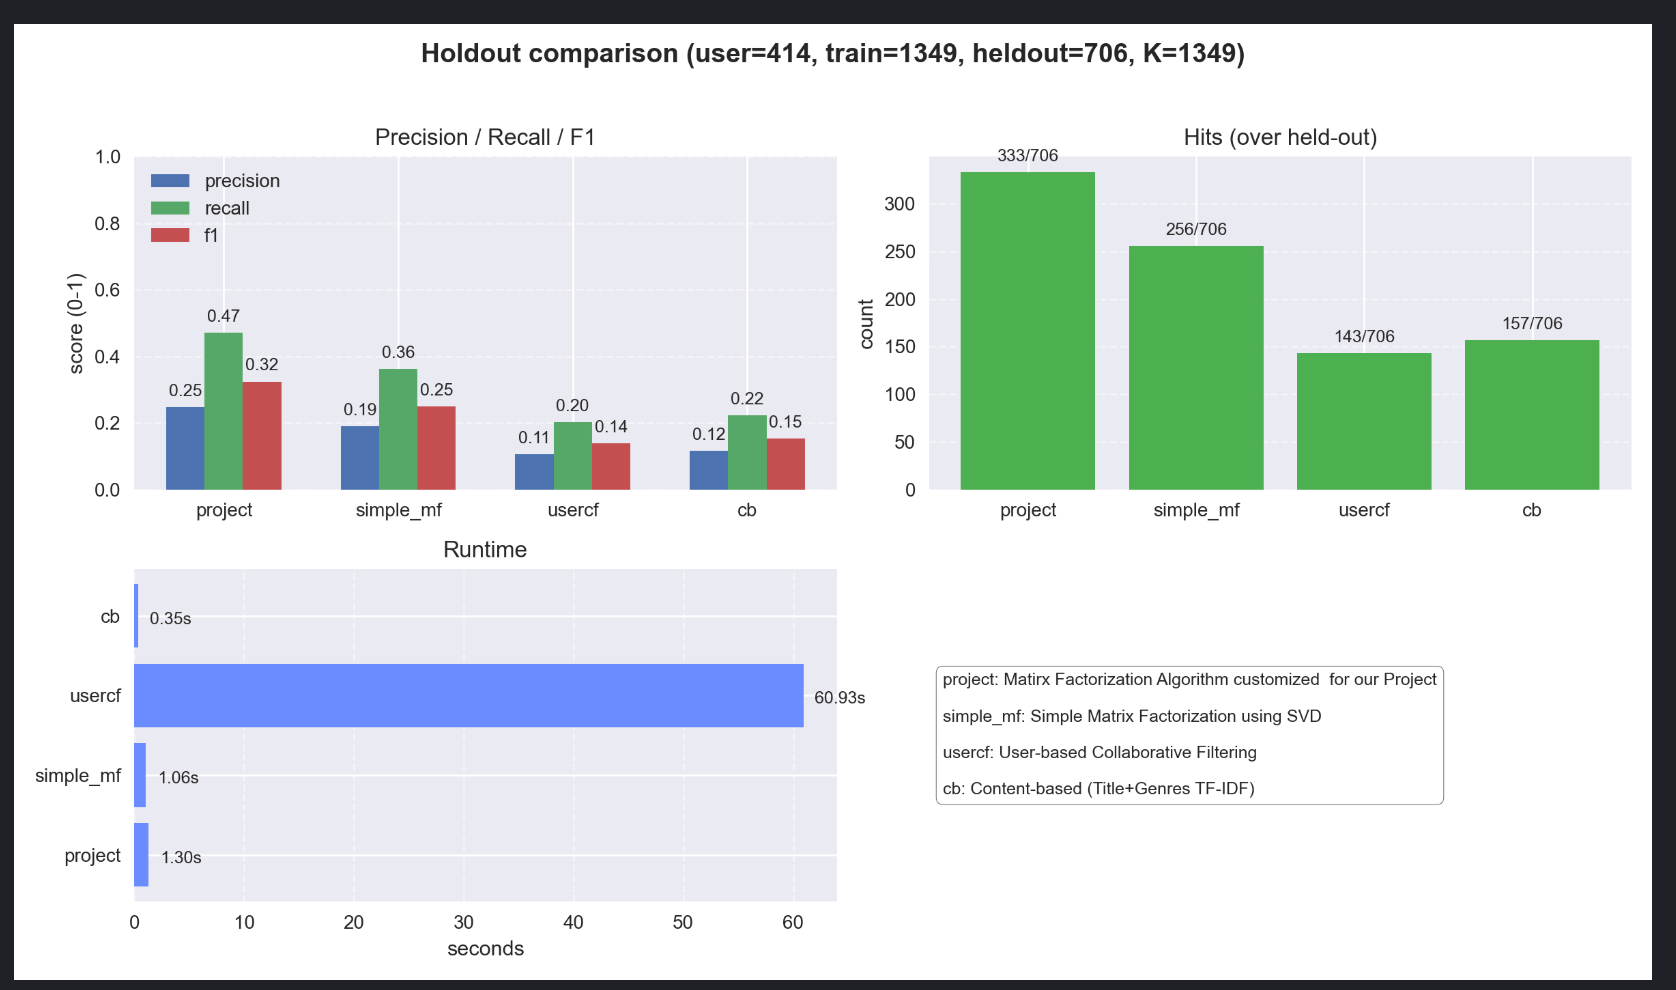 Holdout comparison (user=414, train=1349, heldout=706, K=1349)
Precision / Recall / F1
1.0
0.8
0.6
0.4
0.2
0.0
score (0-1)
precision
recall
f1
0.25
0.47
0.32
0.19
0.36
0.25
0.11
0.20
0.14
0.12
0.22
0.15
project
simple_mf
usercf
cb
Hits (over held-out)
300
250
200
150
100
50
0
count
333/706
256/706
143/706
157/706
project
simple_mf
usercf
cb
Runtime
cb
0.35s
usercf
60.93s
simple_mf
1.06s
project
1.30s
0
10
20
30
40
50
60
seconds
project: Matirx Factorization Algorithm customized  for our Project
simple_mf: Simple Matrix Factorization using SVD
usercf: User-based Collaborative Filtering
cb: Content-based (Title+Genres TF-IDF)